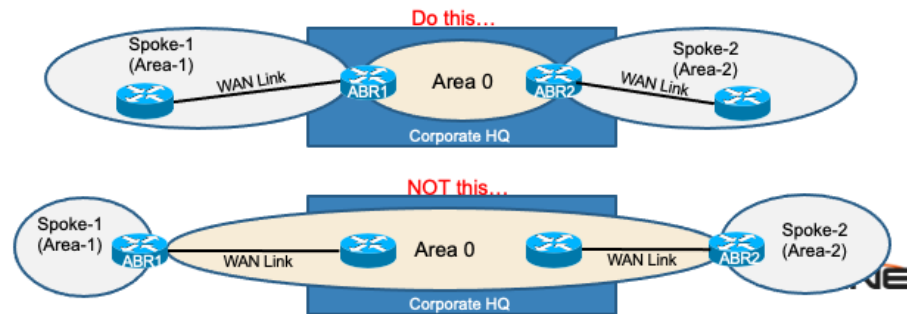 Do this…
Spoke-1
(Area-1)
WAN Link
ABR1
Area 0
ABR2
WAN Link
Spoke-2
(Area-2)
Corporate HQ
NOT this…
Spoke-1
(Area-1)
ABR1
WAN Link
Area 0
WAN Link
ABR2
Spoke-2
(Area-2)
Corporate HQ
NE